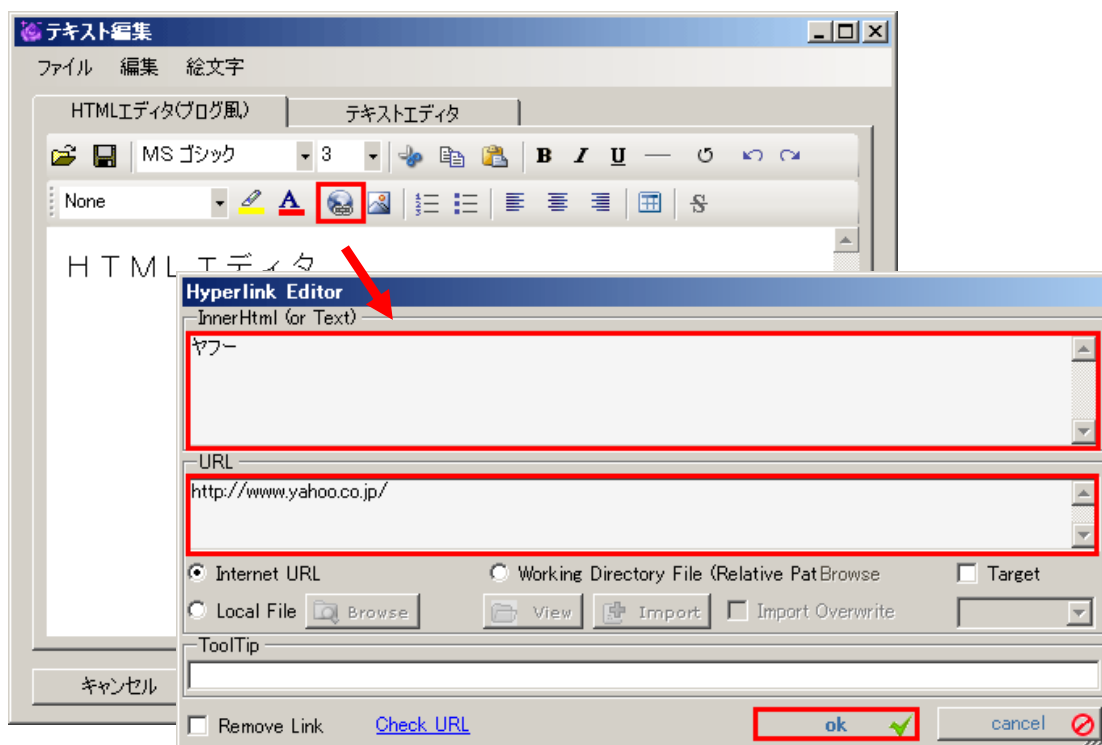 テキスト編集
ファイル 編集 絵文字
HTMLエディタ(ブログ風) テキストエディタ
MS ゴシック 3 B I U
None A S
ＨＴＭＬエディタ
Hyperlink Editor
InnerHtml (or Text)
ヤフー
URL
http://www.yahoo.co.jp/
Internet URL Working Directory File (Relative Pat Browse Target
Local File Browse View Import Import Overwrite
ToolTip
キャンセル
Remove Link Check URL ok cancel